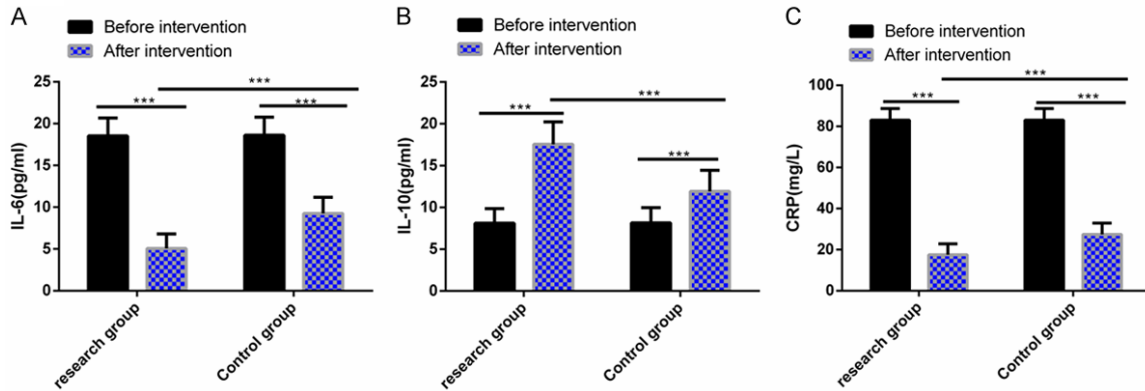 A
Before intervention
After intervention
***
***
***
25
20
15
10
5
0
IL-6(pg/ml)
research group
Control group
B
Before intervention
After intervention
***
***
***
25
20
15
10
5
0
IL-10(pg/ml)
research group
Control group
C
Before intervention
After intervention
***
***
***
100
80
60
40
20
0
CRP(mg/L)
research group
Control group